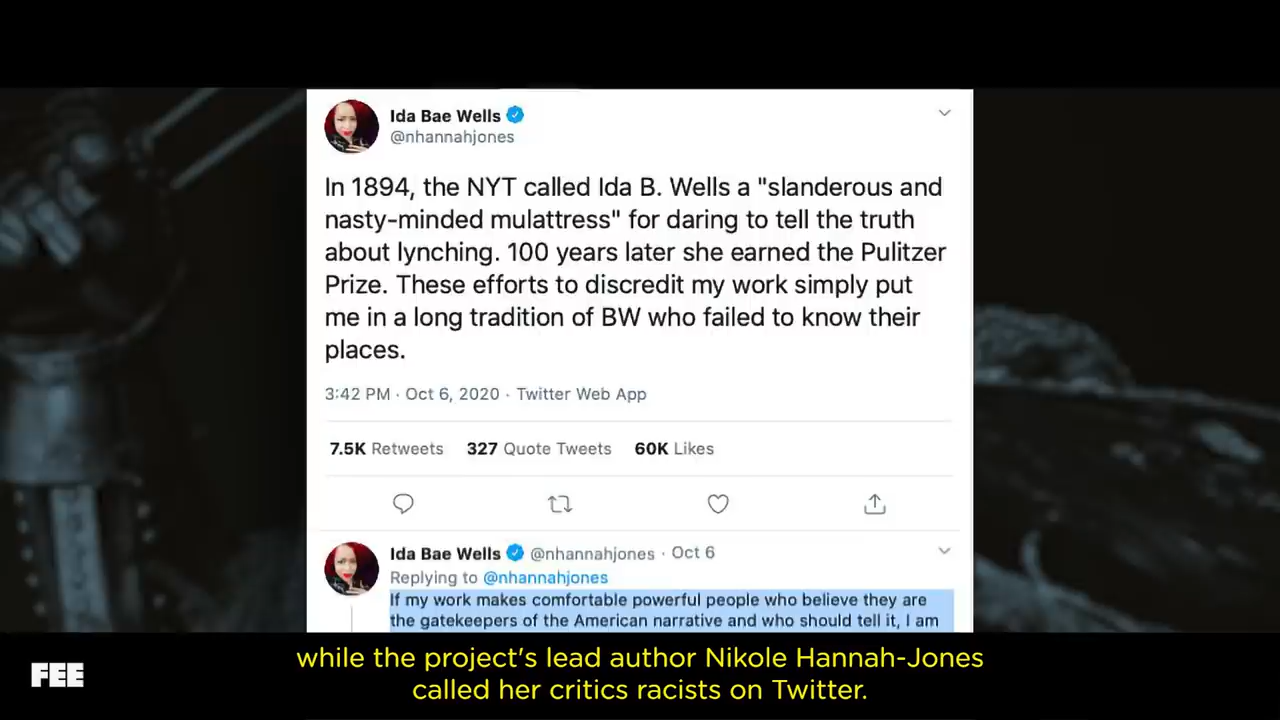 Ida Bae Wells
@nhannahjones
In 1894, the NYT called Ida B. Wells a "slanderous and
nasty-minded mulattress" for daring to tell the truth
about lynching. 100 years later she earned the Pulitzer
Prize. These efforts to discredit my work simply put
me in a long tradition of BW who failed to know their
places.
3:42 PM · Oct 6, 2020 · Twitter Web App
7.5K Retweets 327 Quote Tweets 60K Likes
Ida Bae Wells @nhannahjones · Oct 6
Replying to @nhannahjones
If my work makes comfortable powerful people who believe they are
the gatekeepers of the American narrative and who should tell it, I am
while the project's lead author Nikole Hannah-Jones
called her critics racists on Twitter.
FEE